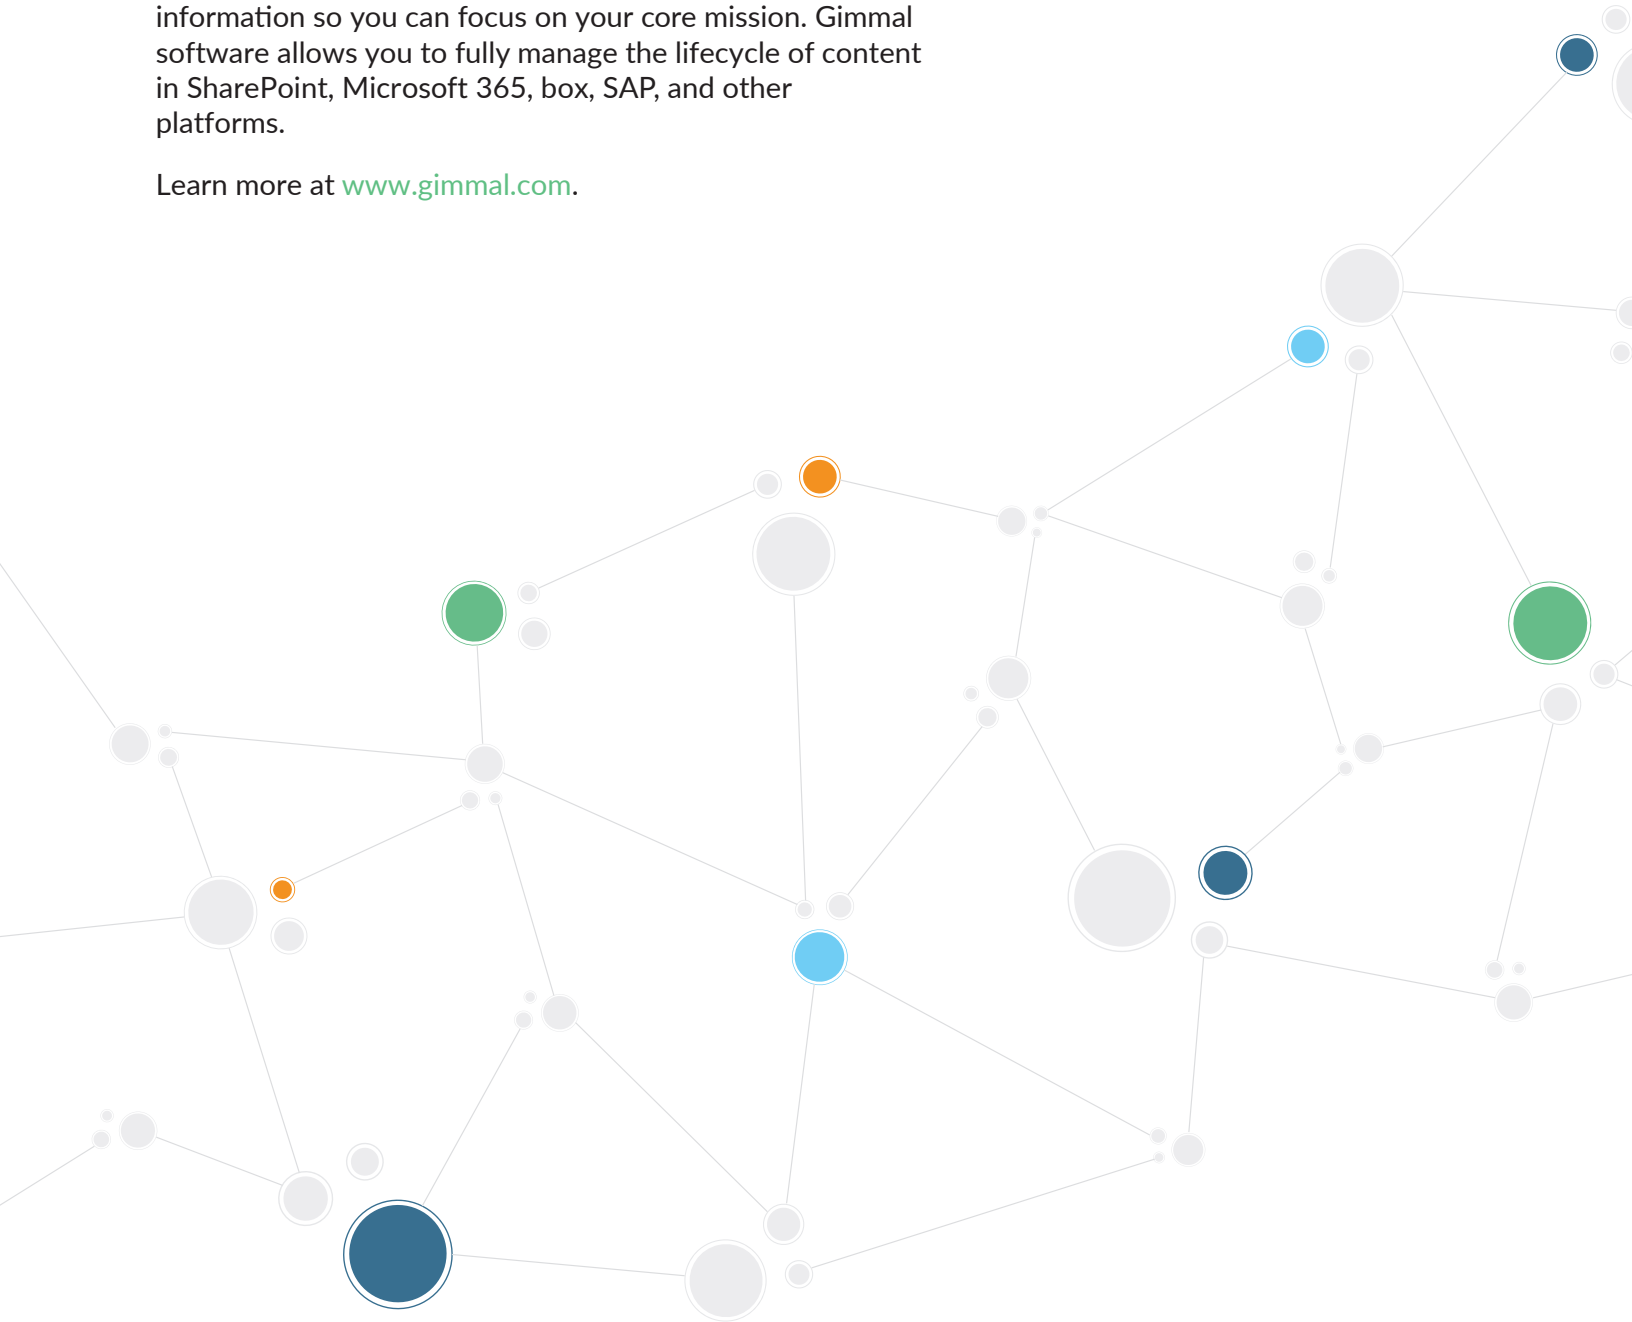 information so you can focus on your core mission. Gimmal
software allows you to fully manage the lifecycle of content
in SharePoint, Microsoft 365, box, SAP, and other
platforms.
Learn more at www.gimmal.com.